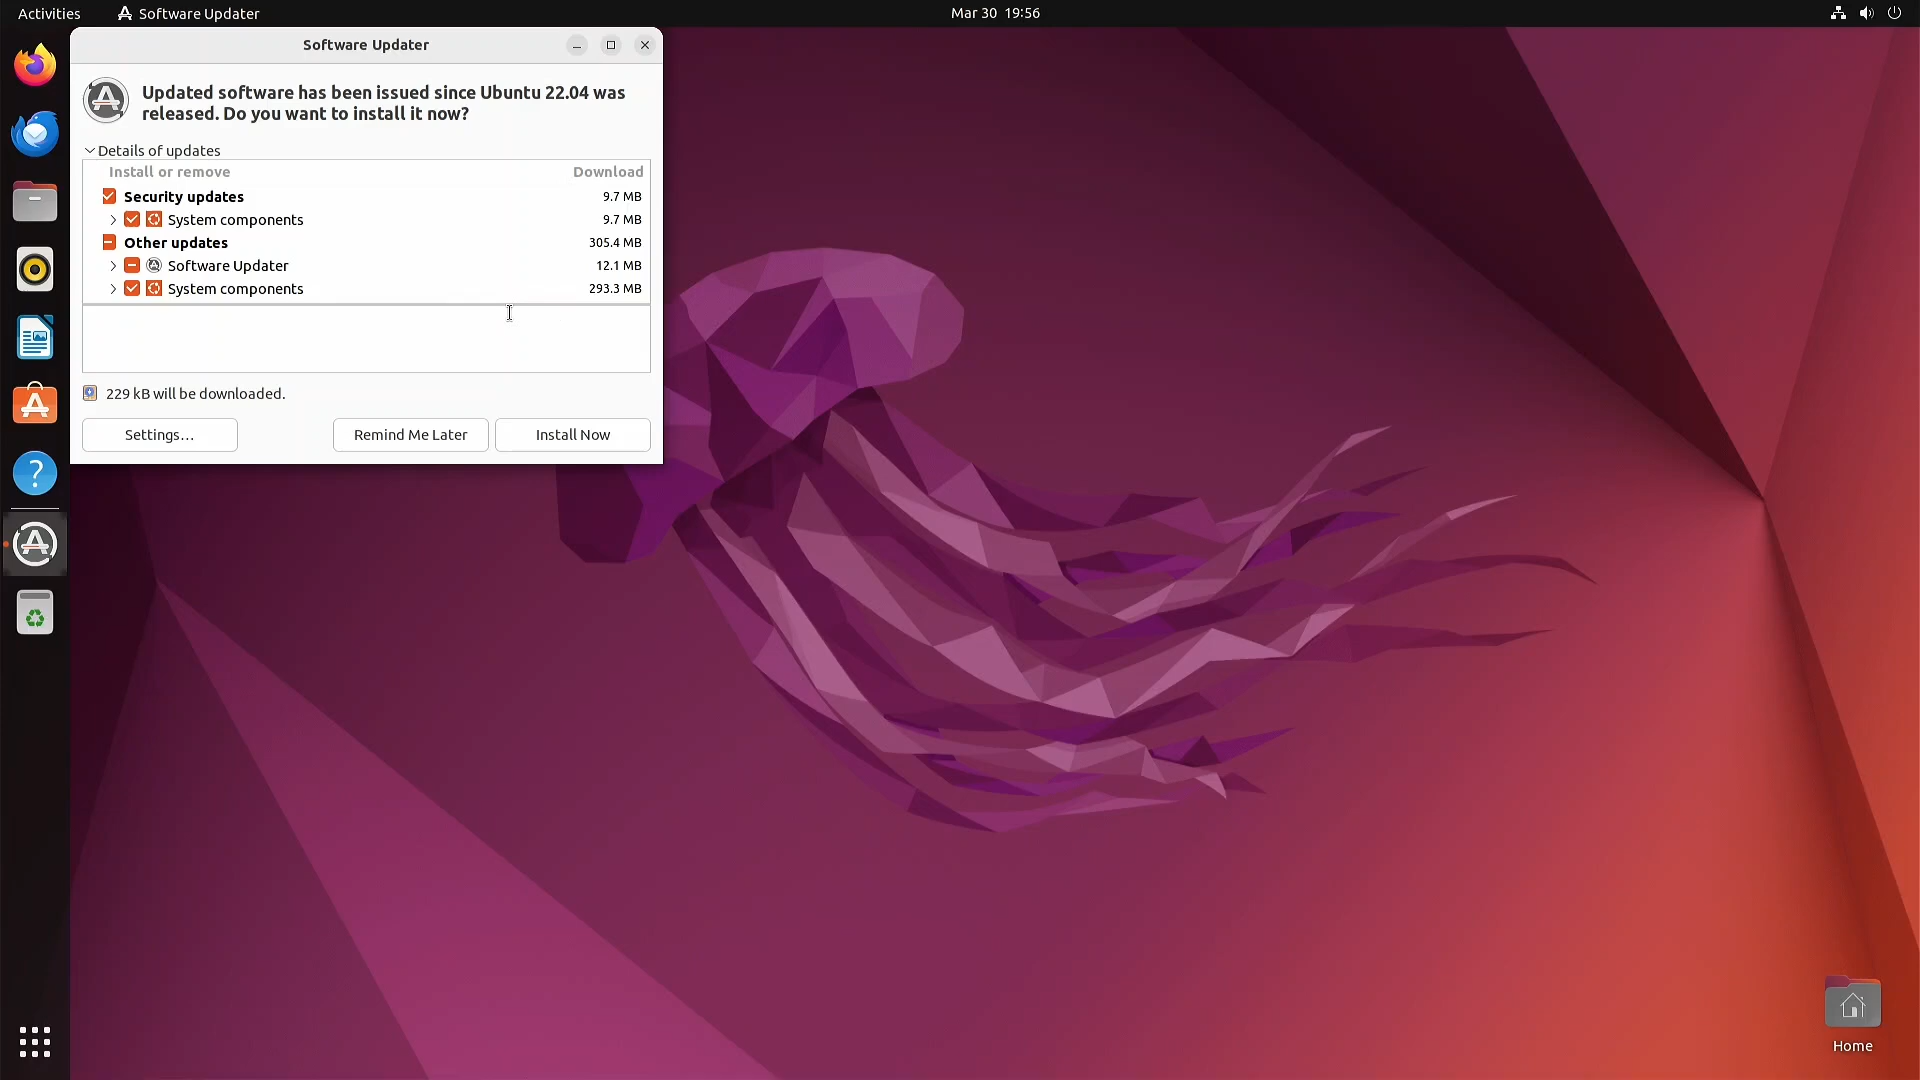 Activities
Software Updater
Mar 30 19:56
Software Updater
Updated software has been issued since Ubuntu 22.04 was
released. Do you want to install it now?
Details of updates
Install or remove Download
Security updates 9.7 MB
System components 9.7 MB
Other updates 305.4 MB
Software Updater 12.1 MB
System components 293.3 MB
229 kB will be downloaded.
Settings…
Remind Me Later
Install Now
Home